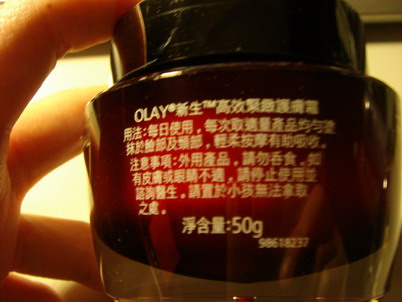 OLAY®新生™高效緊緻護膚霜
用法:每日使用，每次取適量產品均勻塗
抹於臉部及頸部，輕柔按摩有助吸收。
注意事項:外用產品，請勿吞食。如
有皮膚或眼睛不適，請停止使用並
諮詢醫生。請置於小孩無法拿取
之處。
淨含量:50g
98618237